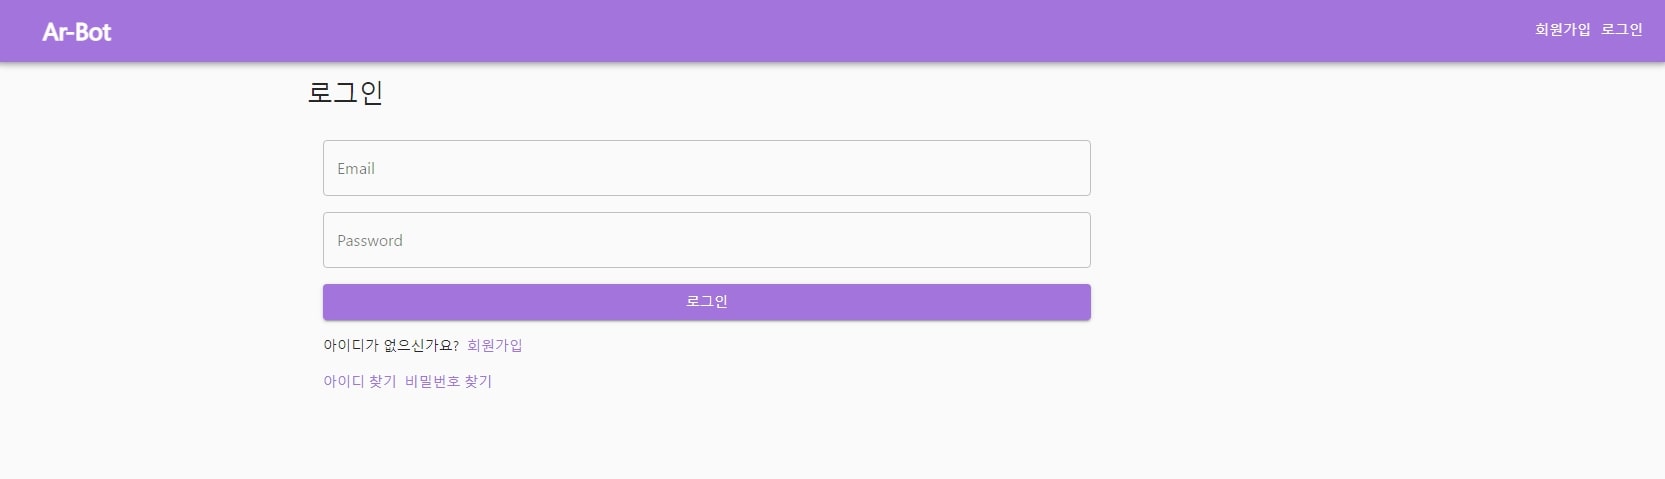 Ar-Bot 회원가입 로그인
로그인
Email
Password
로그인
아이디가 없으신가요? 회원가입
아이디 찾기 비밀번호 찾기